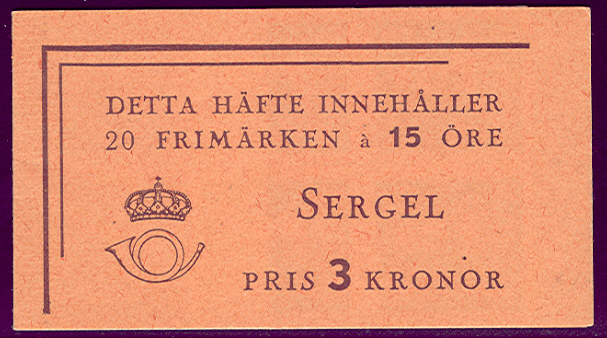 DETTA HÄFTE INNEHÅLLER
20 FRIMÄRKEN à 15 ÖRE
SERGEL
PRIS 3 KRONOR